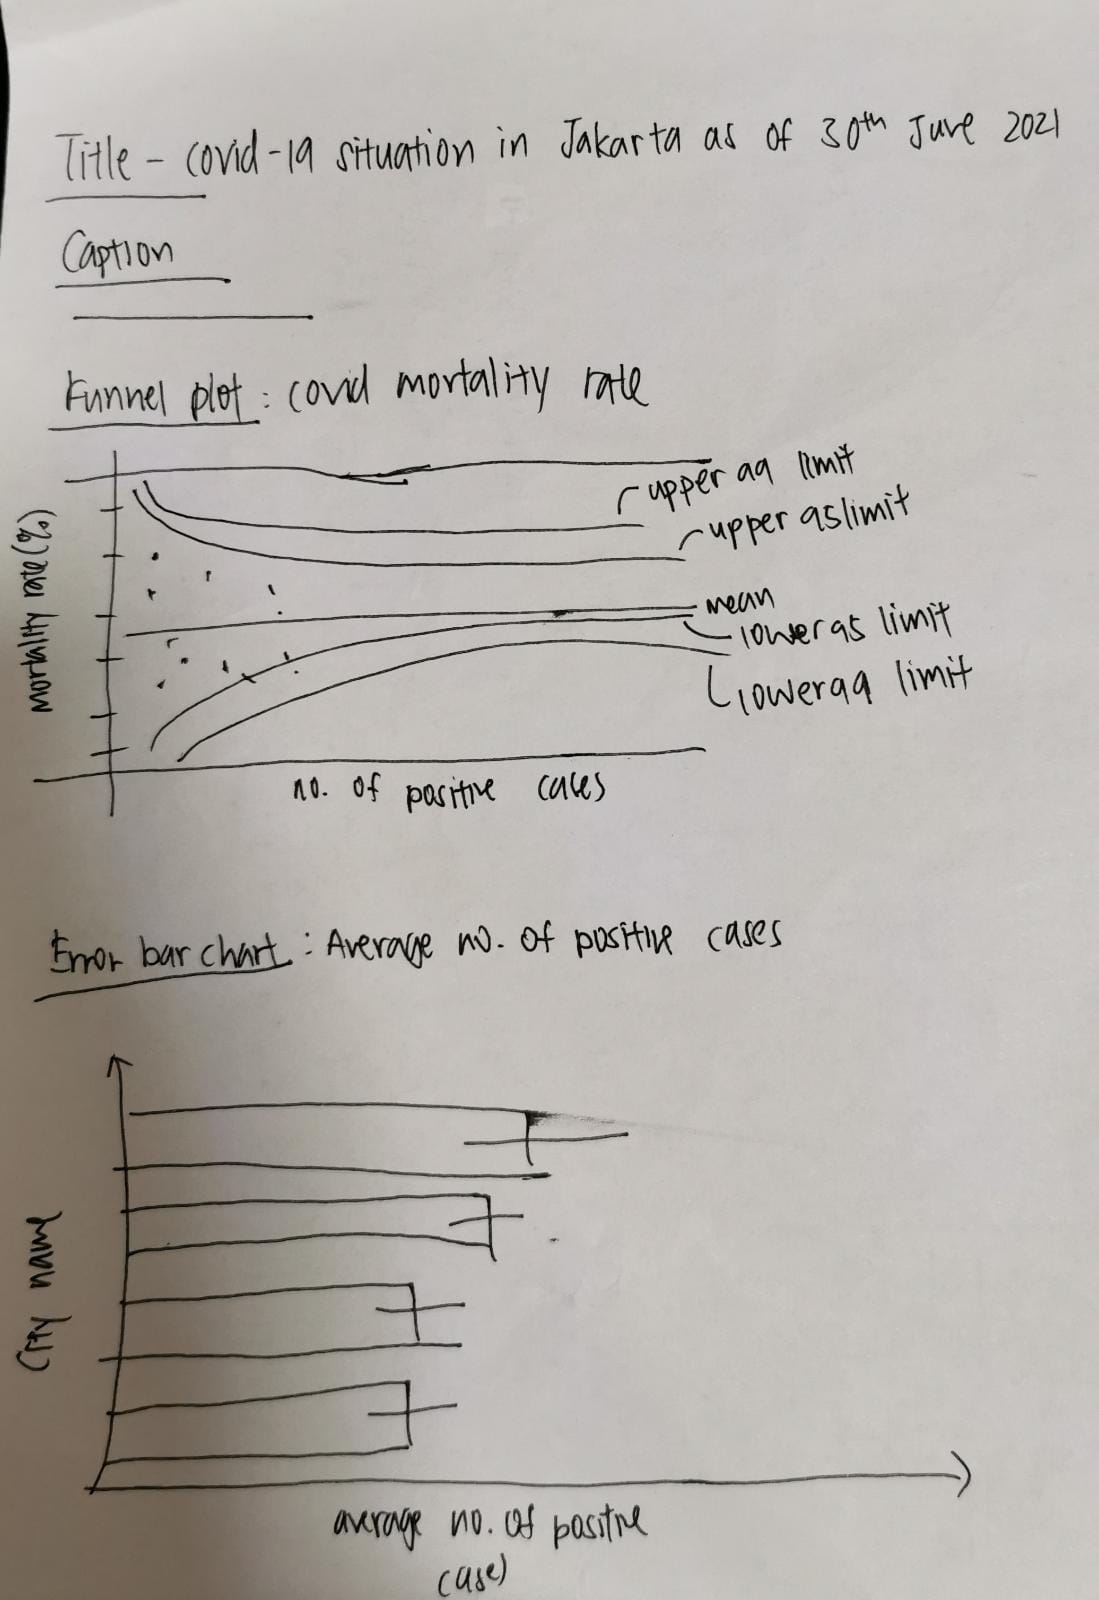 Title - covid-19 situation in Jakarta as of 30th June 2021
Caption
Funnel plot : covid mortality rate
upper 99 limit
upper 95 limit
mortality rate (%)
mean
lower 95 limit
lower 99 limit
no. of positive cases
Error bar chart : Average no. of positive cases
City name
average no. of positive
cases